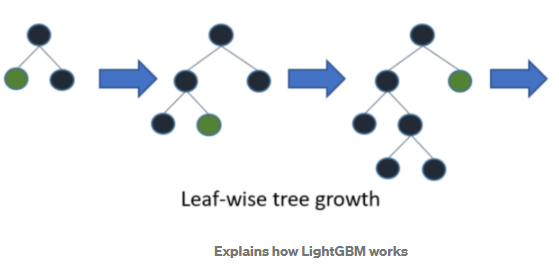 Leaf-wise tree growth
Explains how LightGBM works